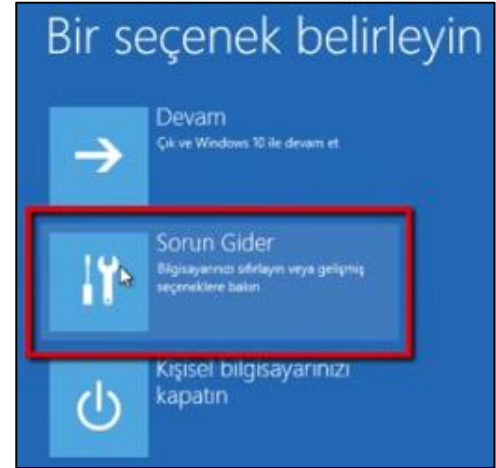 Bir seçenek belirleyin
Devam
Çık ve Windows 10 ile devam et
Sorun Gider
Bilgisayarınızı sıfırlayın veya gelişmiş
seçeneklere bakın
Kişisel bilgisayarınızı
kapatın